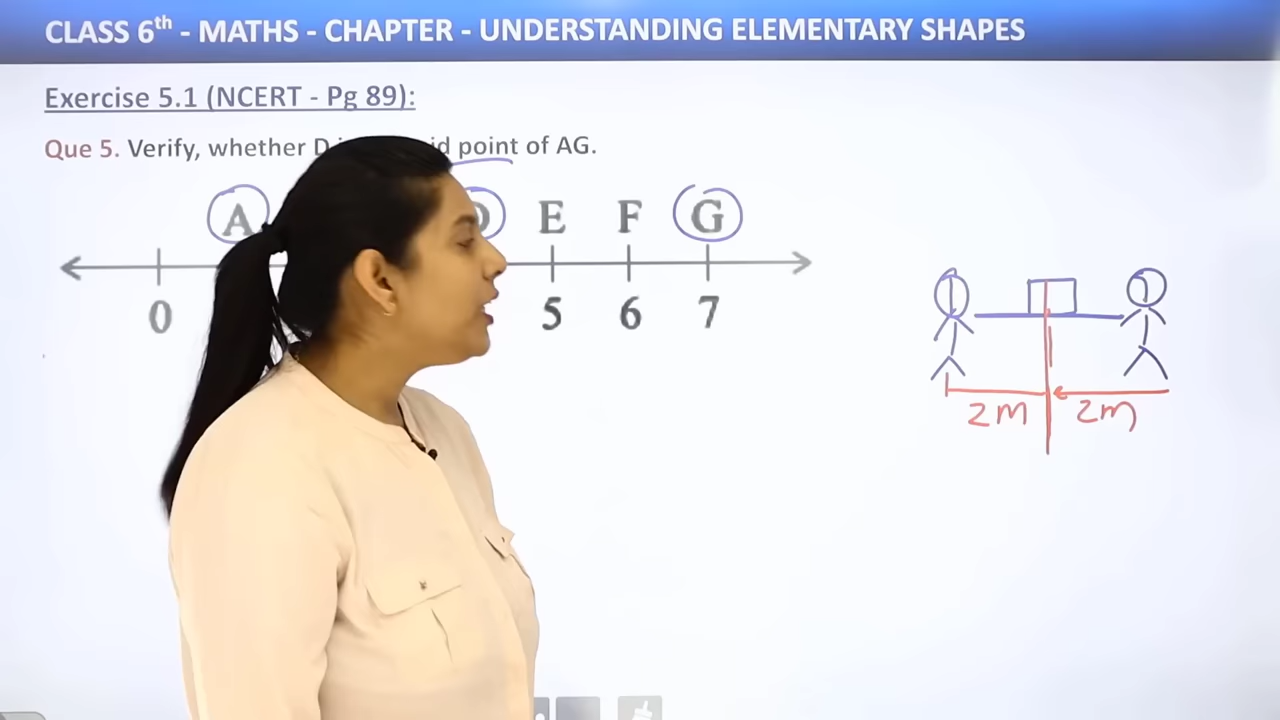 CLASS 6th - MATHS - CHAPTER - UNDERSTANDING ELEMENTARY SHAPES
Exercise 5.1 (NCERT - Pg 89):
Que 5. Verify, whether D point of AG.
A E F G
0 5 6 7
2m 2m